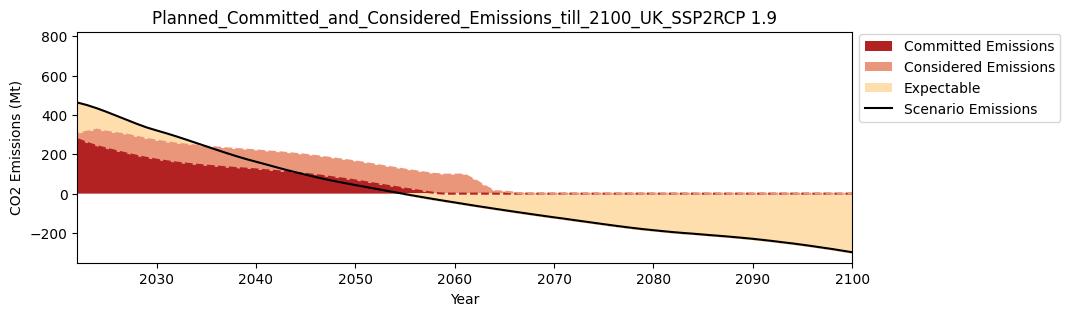 Planned_Committed_and_Considered_Emissions_till_2100_UK_SSP2RCP 1.9
800
600
400
200
0
−200
CO2 Emissions (Mt)
2030
2040
2050
2060
2070
2080
2090
2100
Year
Committed Emissions
Considered Emissions
Expectable
Scenario Emissions